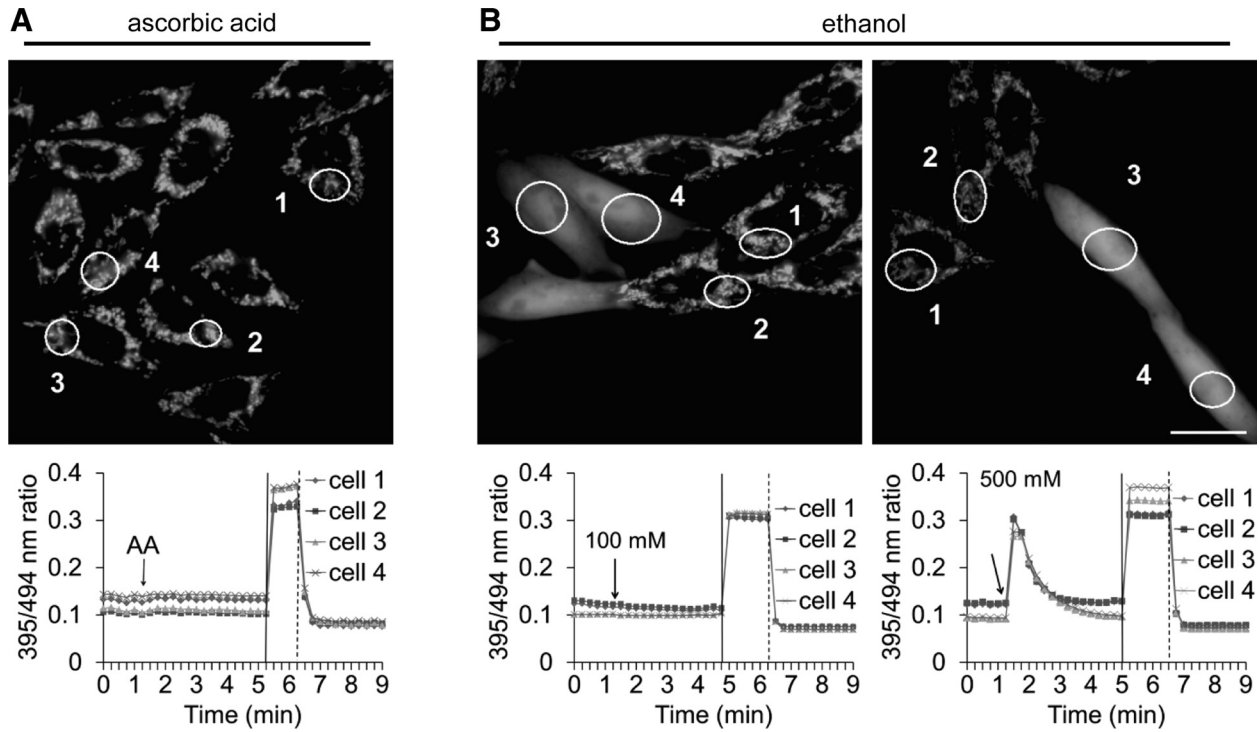 A ascorbic acid
B ethanol
1
4
3
2
4
3
1
2
2
3
1
4
395/494 nm ratio
0.4
0.3
0.2
0.1
0
AA
cell 1
cell 2
cell 3
cell 4
0 1 2 3 4 5 6 7 8 9
Time (min)
395/494 nm ratio
0.4
0.3
0.2
0.1
0
100 mM
cell 1
cell 2
cell 3
cell 4
0 1 2 3 4 5 6 7 8 9
Time (min)
395/494 nm ratio
0.4
0.3
0.2
0.1
0
500 mM
cell 1
cell 2
cell 3
cell 4
0 1 2 3 4 5 6 7 8 9
Time (min)